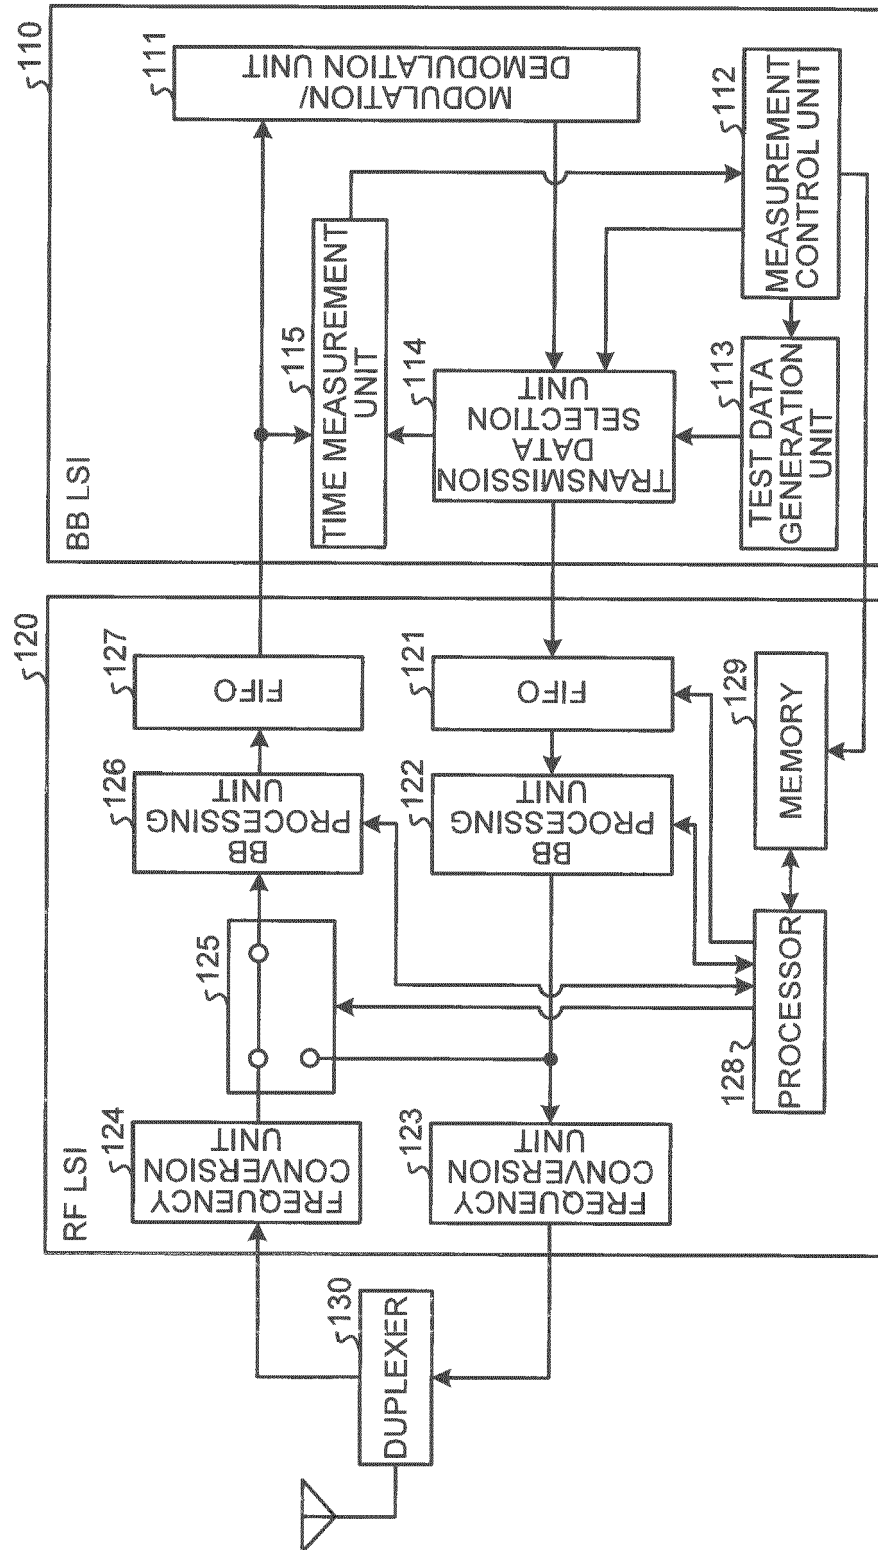 120
RF LSI
110
BB LSI
124
FREQUENCY
CONVERSION
UNIT
125
126
BB
PROCESSING
UNIT
127
FIFO
111
MODULATION/
DEMODULATION UNIT
130
DUPLEXER
115
TIME MEASUREMENT
UNIT
123
FREQUENCY
CONVERSION
UNIT
122
BB
PROCESSING
UNIT
121
FIFO
114
TRANSMISSION
DATA
SELECTION
UNIT
128
PROCESSOR
129
MEMORY
113
TEST DATA
GENERATION
UNIT
112
MEASUREMENT
CONTROL UNIT